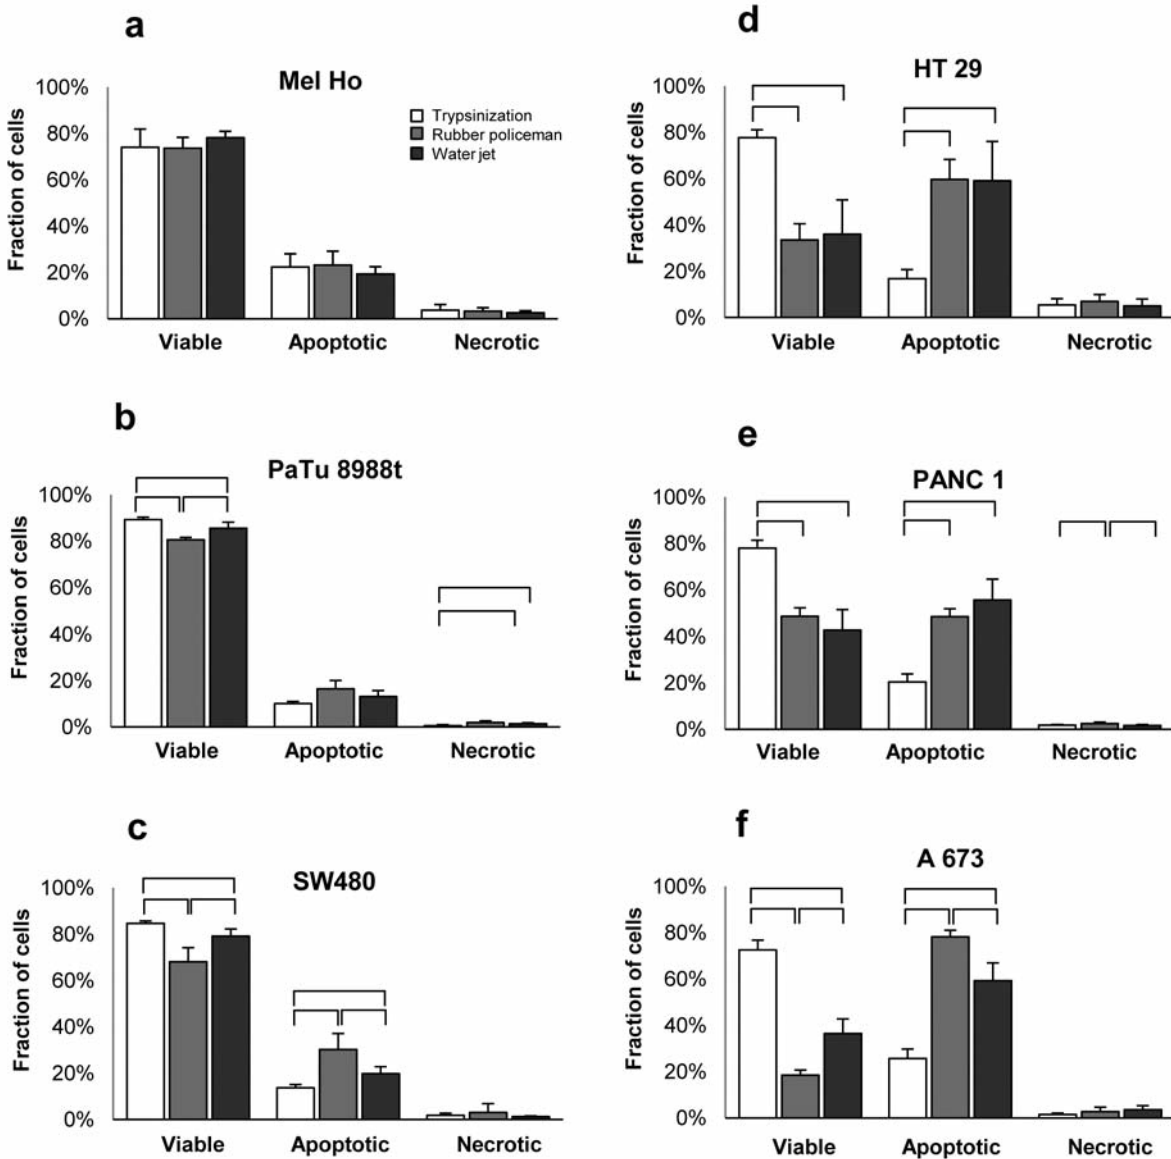 a
Mel Ho
Fraction of cells
100%
80%
60%
40%
20%
0%
Trypsinization
Rubber policeman
Water jet
Viable Apoptotic Necrotic
b
PaTu 8988t
Fraction of cells
100%
80%
60%
40%
20%
0%
Viable Apoptotic Necrotic
c
SW480
Fraction of cells
100%
80%
60%
40%
20%
0%
Viable Apoptotic Necrotic
d
HT 29
Fraction of cells
100%
80%
60%
40%
20%
0%
Viable Apoptotic Necrotic
e
PANC 1
Fraction of cells
100%
80%
60%
40%
20%
0%
Viable Apoptotic Necrotic
f
A 673
Fraction of cells
100%
80%
60%
40%
20%
0%
Viable Apoptotic Necrotic